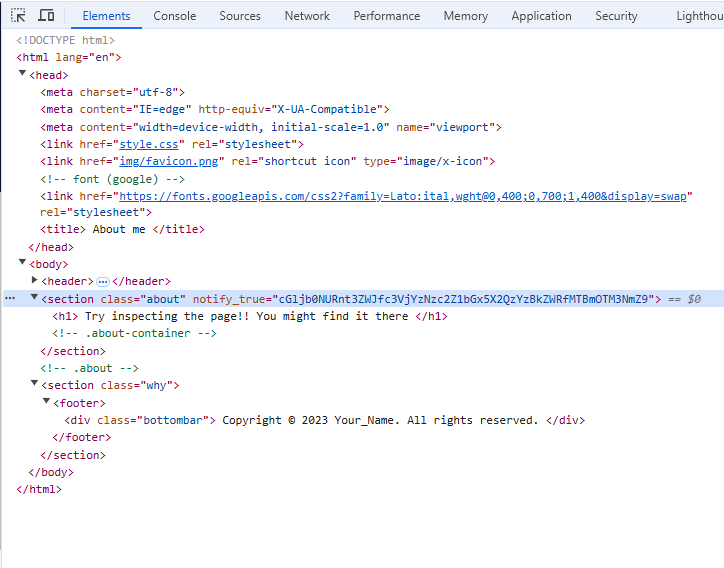 Elements Console Sources Network Performance Memory Application Security Lighthou
<!DOCTYPE html>
<html lang="en">
<head>
<meta charset="utf-8">
<meta content="IE=edge" http-equiv="X-UA-Compatible">
<meta content="width=device-width, initial-scale=1.0" name="viewport">
<link href="style.css" rel="stylesheet">
<link href="img/favicon.png" rel="shortcut icon" type="image/x-icon">
<!-- font (google) -->
<link href="https://fonts.googleapis.com/css2?family=Lato:ital,wght@0,400;0,700;1,400&display=swap"
rel="stylesheet">
<title> About me </title>
</head>
<body>
<header> ••• </header>
<section class="about" notify_true="cGljb0NURnt3ZWJfc3VjYzNzc2Z1bGx5X2QzYzBkZWRfMTBmOTM3NmZ9"> == $0
<h1> Try inspecting the page!! You might find it there </h1>
<!-- .about-container -->
</section>
<!-- .about -->
<section class="why">
<footer>
<div class="bottombar"> Copyright © 2023 Your_Name. All rights reserved. </div>
</footer>
</section>
</body>
</html>